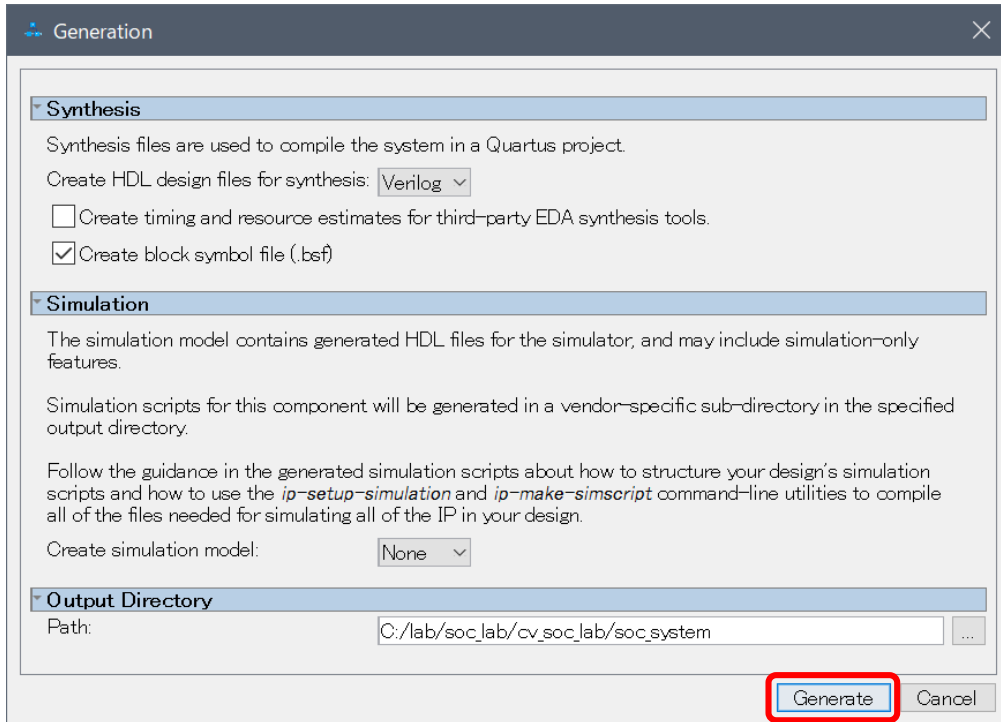 Generation
Synthesis
Synthesis files are used to compile the system in a Quartus project.
Create HDL design files for synthesis: Verilog
Create timing and resource estimates for third-party EDA synthesis tools.
Create block symbol file (.bsf)
Simulation
The simulation model contains generated HDL files for the simulator, and may include simulation-only
features.
Simulation scripts for this component will be generated in a vendor-specific sub-directory in the specified
output directory.
Follow the guidance in the generated simulation scripts about how to structure your design's simulation
scripts and how to use the ip-setup-simulation and ip-make-simscript command-line utilities to compile
all of the files needed for simulating all of the IP in your design.
Create simulation model: None
Output Directory
Path: C:/lab/soc_lab/cv_soc_lab/soc_system ...
Generate Cancel